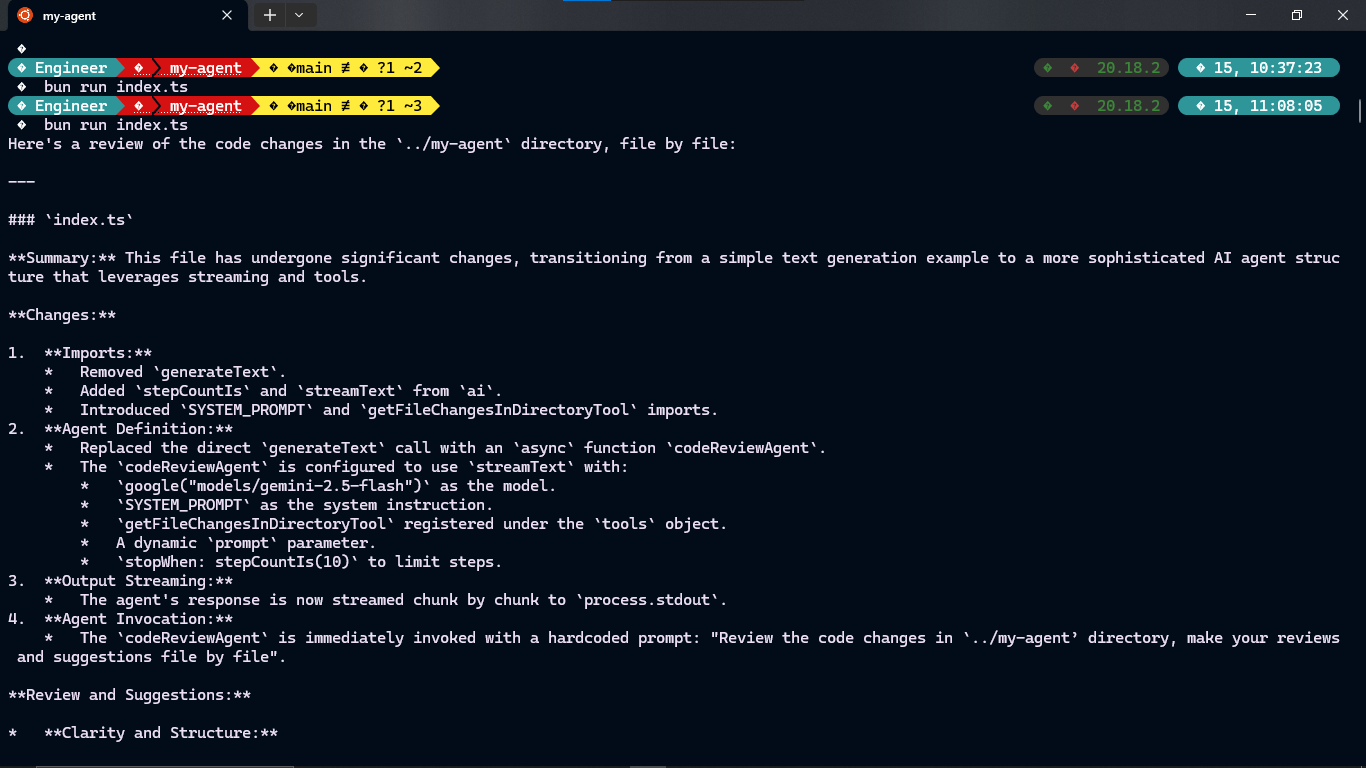 my-agent
Engineer my-agent main ≢ ?1 ~2 20.18.2 15, 10:37:23
bun run index.ts
Engineer my-agent main ≢ ?1 ~3 20.18.2 15, 11:08:05
bun run index.ts
Here's a review of the code changes in the `../my-agent` directory, file by file:
---
### `index.ts`
**Summary:** This file has undergone significant changes, transitioning from a simple text generation example to a more sophisticated AI agent struc
ture that leverages streaming and tools.
**Changes:**
1.  **Imports:**
    *   Removed `generateText`.
    *   Added `stepCountIs` and `streamText` from `ai`.
    *   Introduced `SYSTEM_PROMPT` and `getFileChangesInDirectoryTool` imports.
2.  **Agent Definition:**
    *   Replaced the direct `generateText` call with an `async` function `codeReviewAgent`.
    *   The `codeReviewAgent` is configured to use `streamText` with:
        *   `google("models/gemini-2.5-flash")` as the model.
        *   `SYSTEM_PROMPT` as the system instruction.
        *   `getFileChangesInDirectoryTool` registered under the `tools` object.
        *   A dynamic `prompt` parameter.
        *   `stopWhen: stepCountIs(10)` to limit steps.
3.  **Output Streaming:**
    *   The agent's response is now streamed chunk by chunk to `process.stdout`.
4.  **Agent Invocation:**
    *   The `codeReviewAgent` is immediately invoked with a hardcoded prompt: "Review the code changes in `../my-agent’ directory, make your reviews
 and suggestions file by file".
**Review and Suggestions:**
*   **Clarity and Structure:**